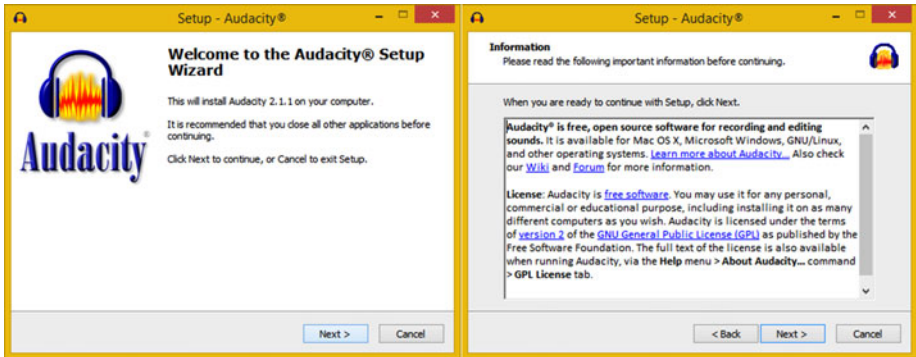 Setup - Audacity®
Welcome to the Audacity® Setup
Wizard
This will install Audacity 2.1.1 on your computer.
It is recommended that you close all other applications before
continuing.
Click Next to continue, or Cancel to exit Setup.
Audacity®
Next >
Cancel
Setup - Audacity®
Information
Please read the following important information before continuing.
When you are ready to continue with Setup, click Next.
Audacity® is free, open source software for recording and editing
sounds. It is available for Mac OS X, Microsoft Windows, GNU/Linux,
and other operating systems. Learn more about Audacity... Also check
our Wiki and Forum for more information.
License: Audacity is free software. You may use it for any personal,
commercial or educational purpose, including installing it on as many
different computers as you wish. Audacity is licensed under the terms
of version 2 of the GNU General Public License (GPL) as published by the
Free Software Foundation. The full text of the license is also available
when running Audacity, via the Help menu > About Audacity... command
> GPL License tab.
< Back
Next >
Cancel